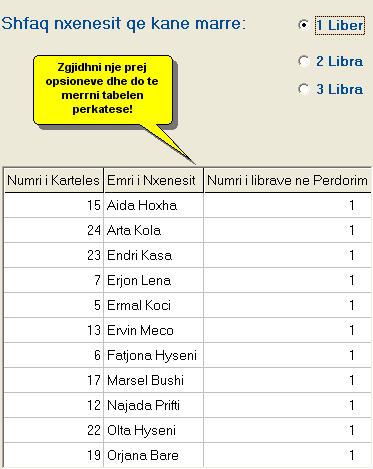 Shfaq nxenesit qe kane marre:
1 Liber
2 Libra
3 Libra
Zgjidhni nje prej
opsioneve dhe do te
merrni tabelen
perkatese!
Numri i Karteles Emri i Nxenesit Numri i librave ne Perdorim
15 Aida Hoxha 1
24 Arta Kola 1
23 Endri Kasa 1
7 Erjon Lena 1
5 Ermal Koci 1
13 Ervin Meco 1
6 Fatjona Hyseni 1
17 Marsel Bushi 1
12 Najada Prifti 1
22 Olta Hyseni 1
19 Orjana Bare 1